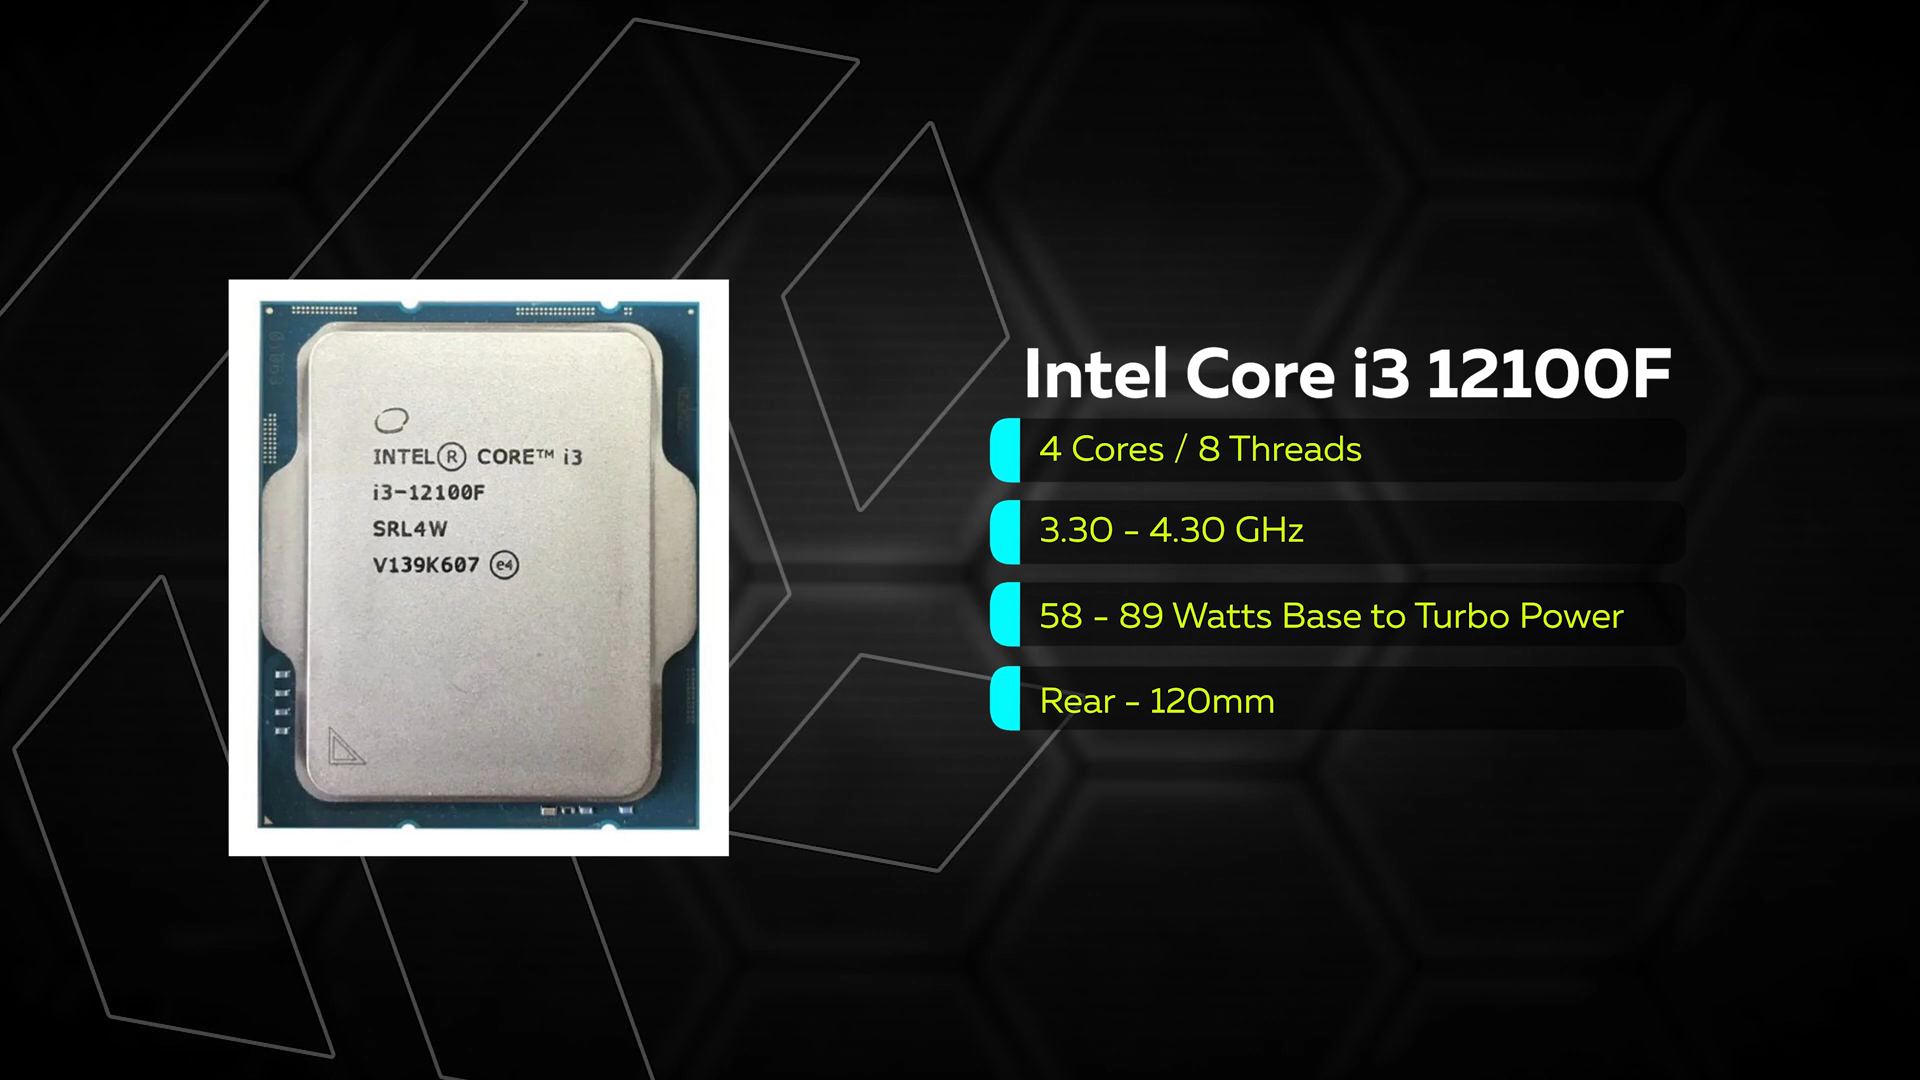 INTEL® CORE™ i3
i3-12100F
SRL4W
V139K607 e4
Intel Core i3 12100F
4 Cores / 8 Threads
3.30 - 4.30 GHz
58 - 89 Watts Base to Turbo Power
Rear - 120mm